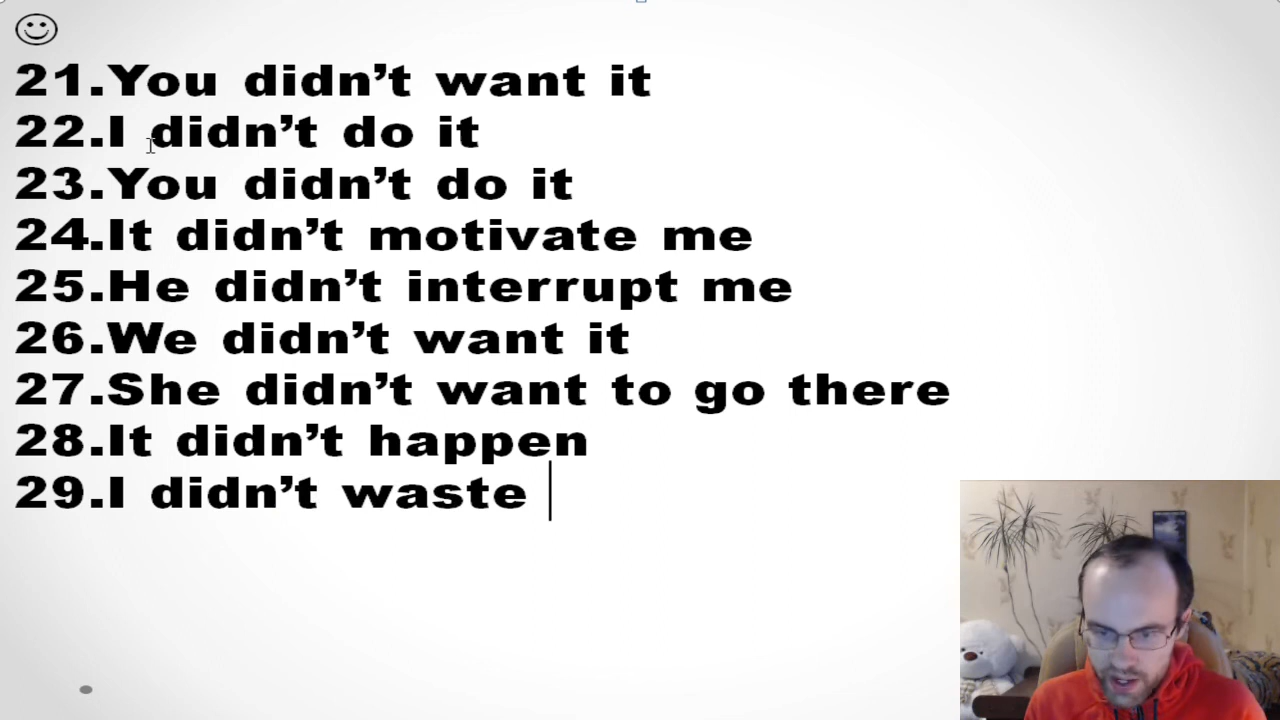 21.You didn’t want it
22.I didn’t do it
23.You didn’t do it
24.It didn’t motivate me
25.He didn’t interrupt me
26.We didn’t want it
27.She didn’t want to go there
28.It didn’t happen
29.I didn’t waste